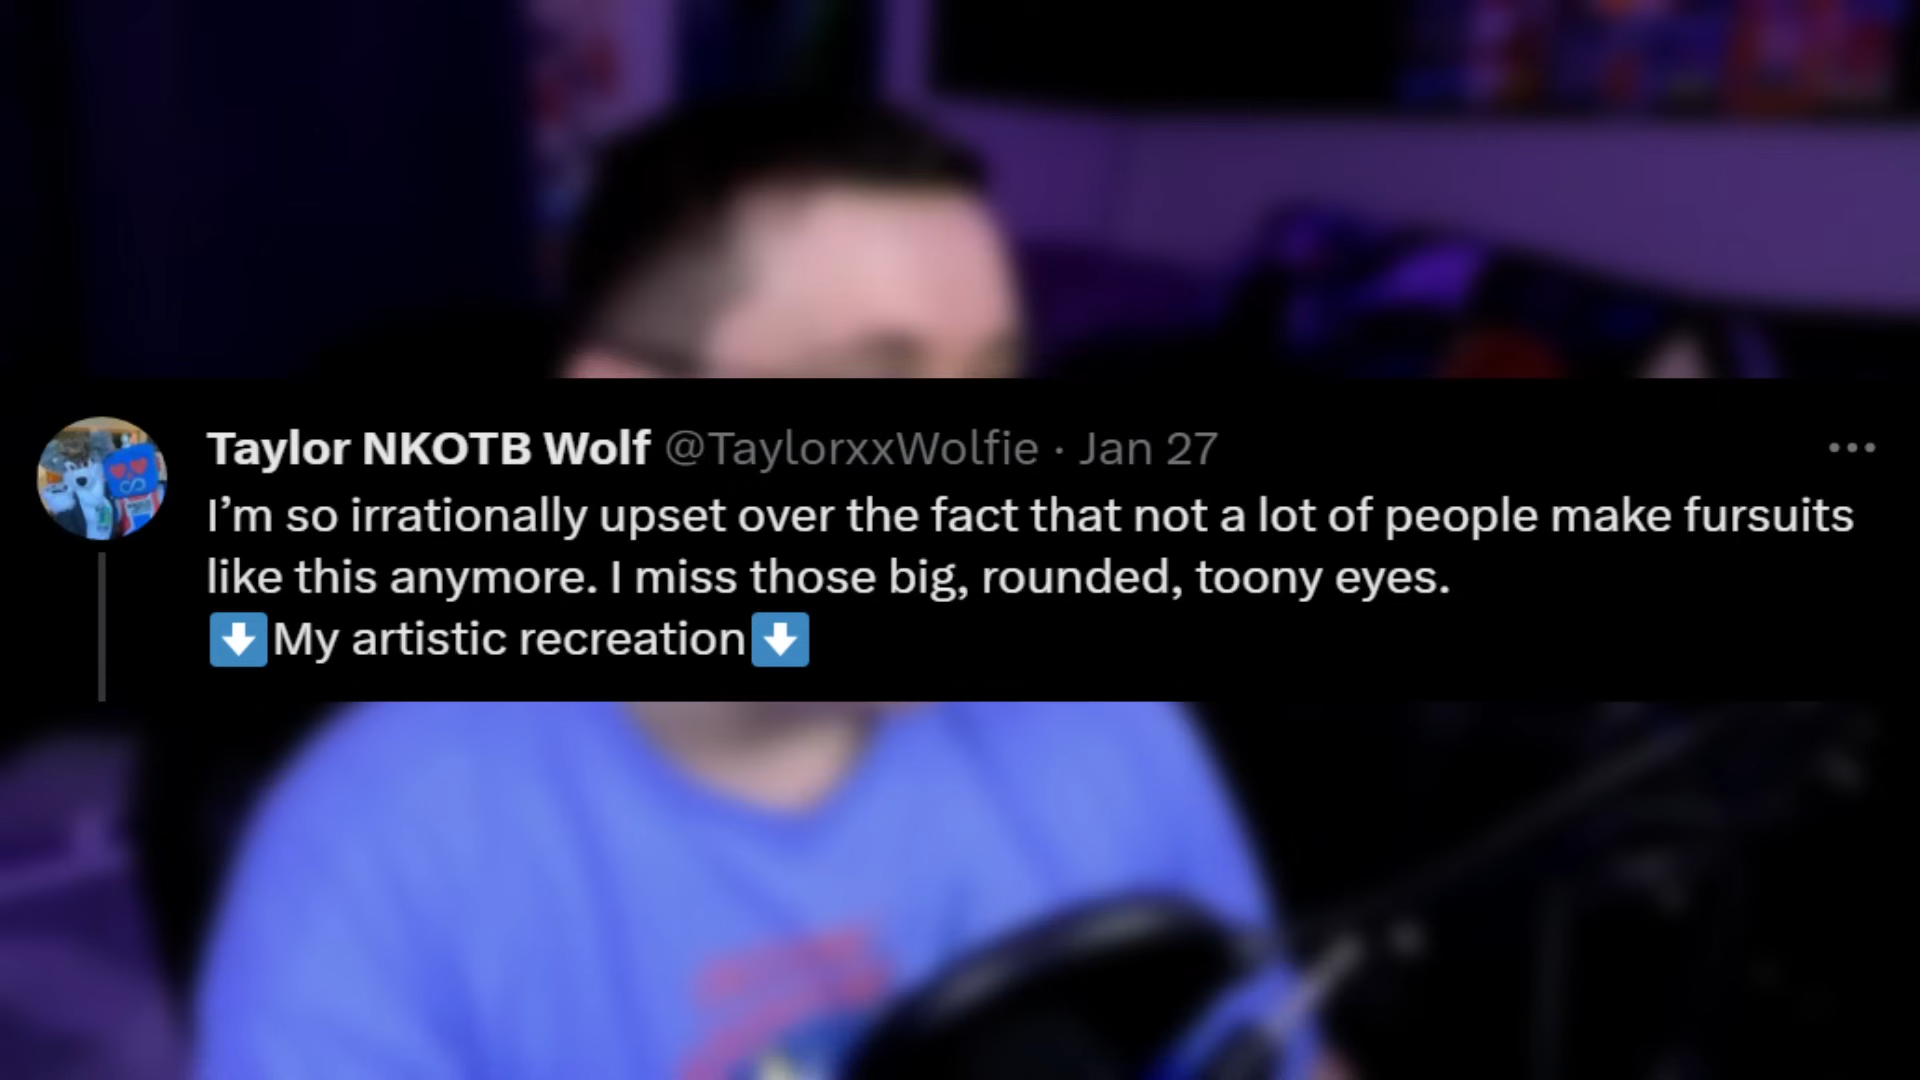 Taylor NKOTB Wolf @TaylorxxWolfie · Jan 27
I’m so irrationally upset over the fact that not a lot of people make fursuits
like this anymore. I miss those big, rounded, toony eyes.
⬇️My artistic recreation⬇️